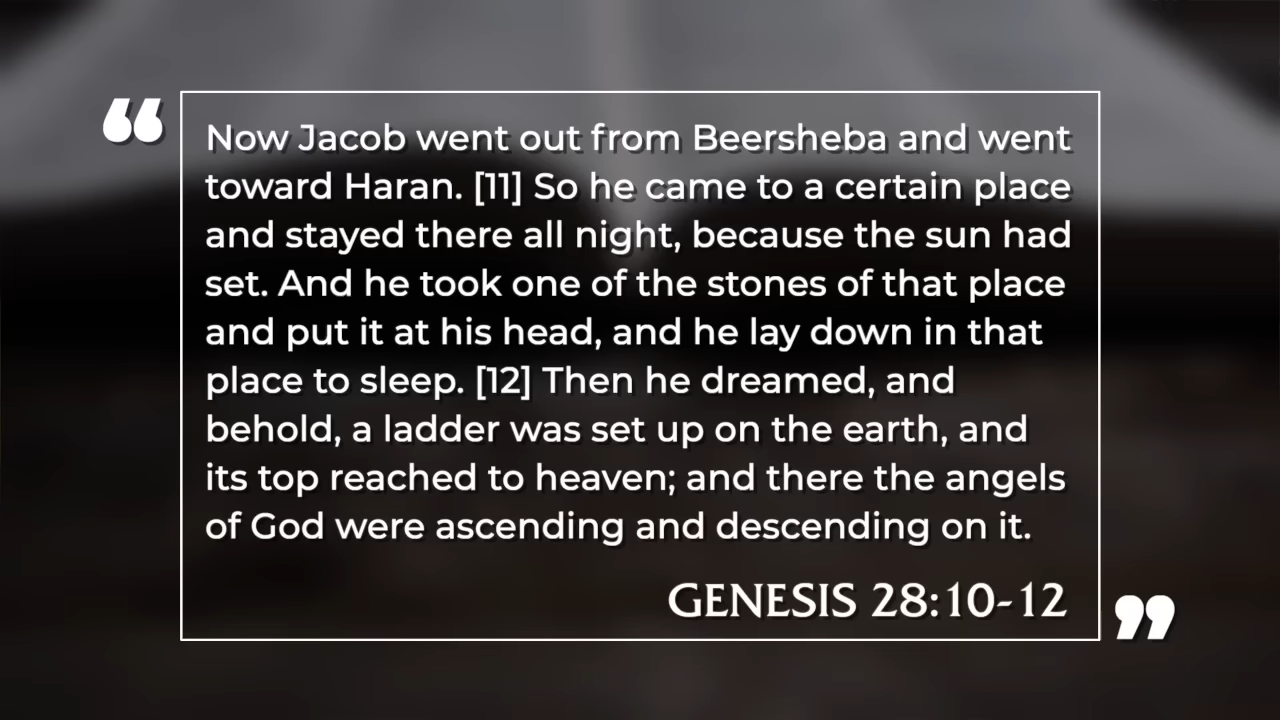 “
Now Jacob went out from Beersheba and went
toward Haran. [11] So he came to a certain place
and stayed there all night, because the sun had
set. And he took one of the stones of that place
and put it at his head, and he lay down in that
place to sleep. [12] Then he dreamed, and
behold, a ladder was set up on the earth, and
its top reached to heaven; and there the angels
of God were ascending and descending on it.
GENESIS 28:10-12
”